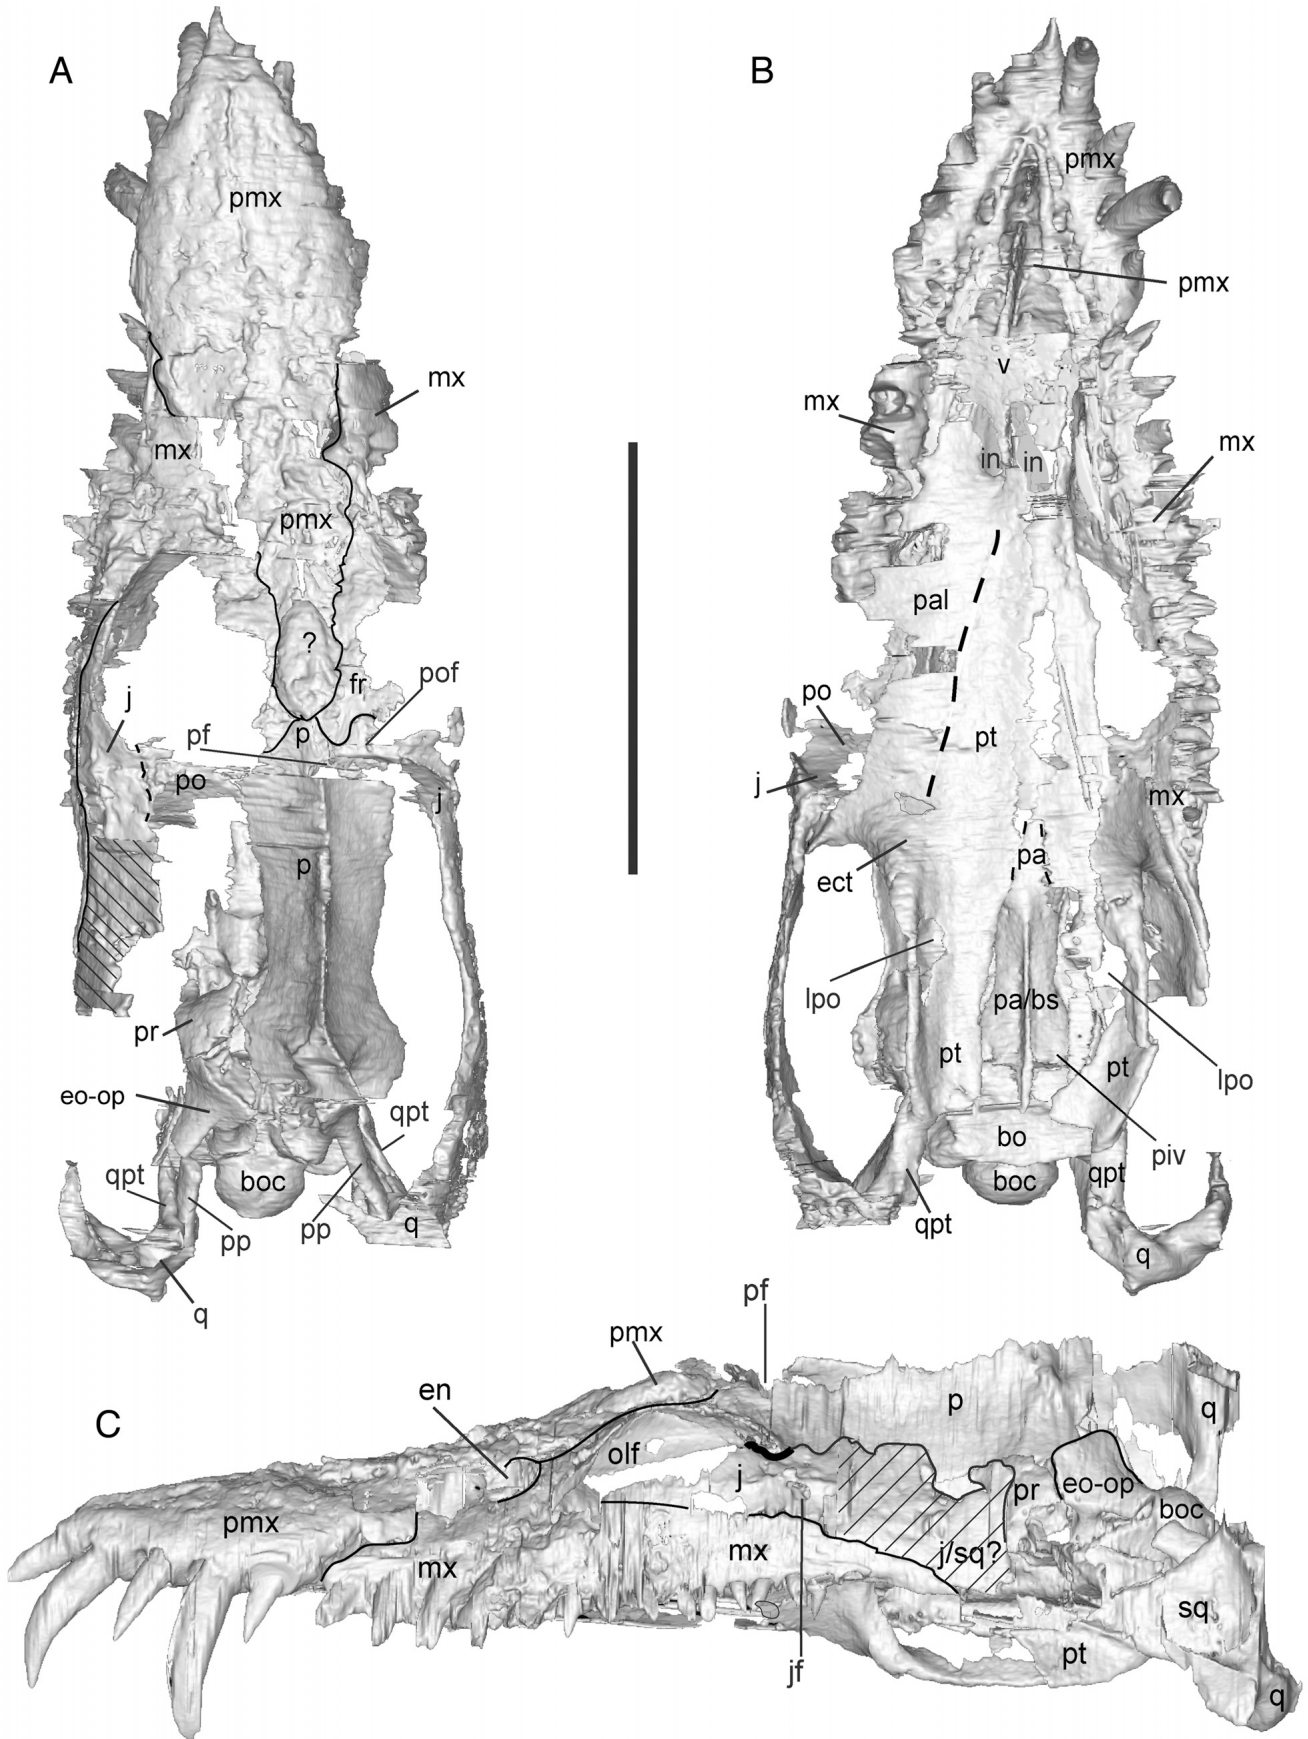 A
pmx
mx
mx
pmx
?
fr
pof
j
pf
p
po
j
p
pr
eo-op
qpt
qpt
boc
pp
pp
q
q
B
pmx
pmx
v
mx
mx
in
in
pal
po
pt
j
mx
pa
ect
lpo
pa/bs
pt
pt
lpo
bo
piv
boc
qpt
qpt
q
C
pf
pmx
en
p
q
olf
j
pr
eo-op
boc
pmx
mx
mx
j/sq?
sq
pt
jf
q